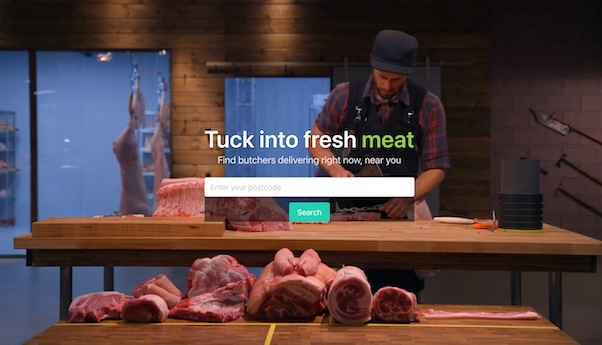 Tuck into fresh meat
Find butchers delivering right now, near you
Enter your postcode
Search